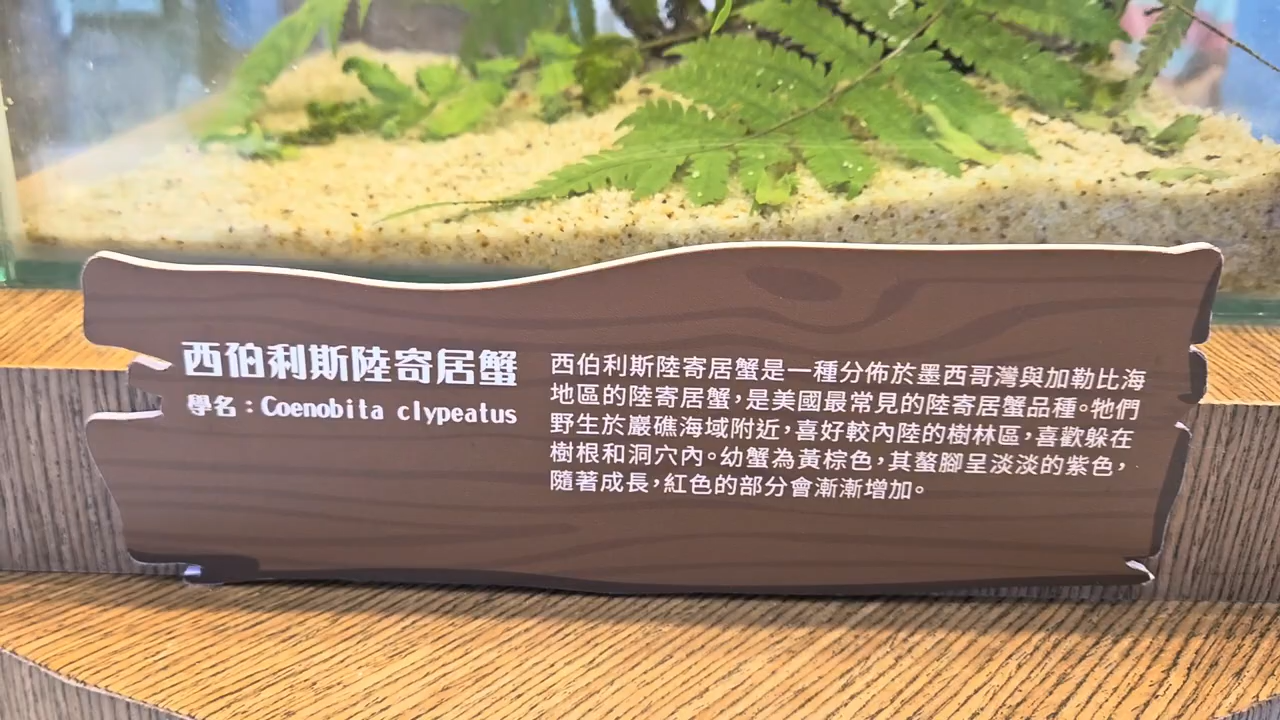 西伯利斯陸寄居蟹
學名：Coenobita clypeatus
西伯利斯陸寄居蟹是一種分佈於墨西哥灣與加勒比海
地區的陸寄居蟹，是美國最常見的陸寄居蟹品種。牠們
野生於巖礁海域附近，喜好較內陸的樹林區，喜歡躲在
樹根和洞穴內。幼蟹為黃棕色，其螯腳呈淡淡的紫色，
隨著成長，紅色的部分會漸漸增加。